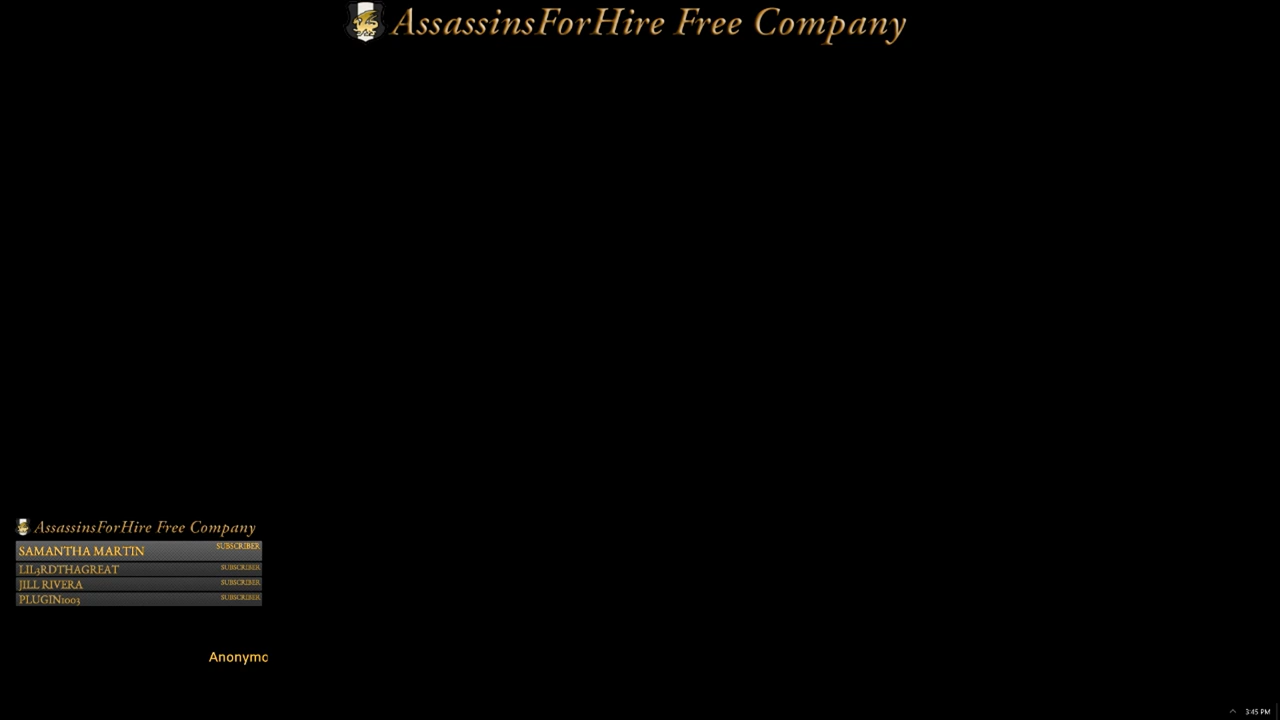 AssassinsForHire Free Company
AssassinsForHire Free Company
SAMANTHA MARTIN SUBSCRIBER
LIL3RDTHAGREAT SUBSCRIBER
JILL RIVERA SUBSCRIBER
PLUGIN1003 SUBSCRIBER
Anonymo
3:45 PM